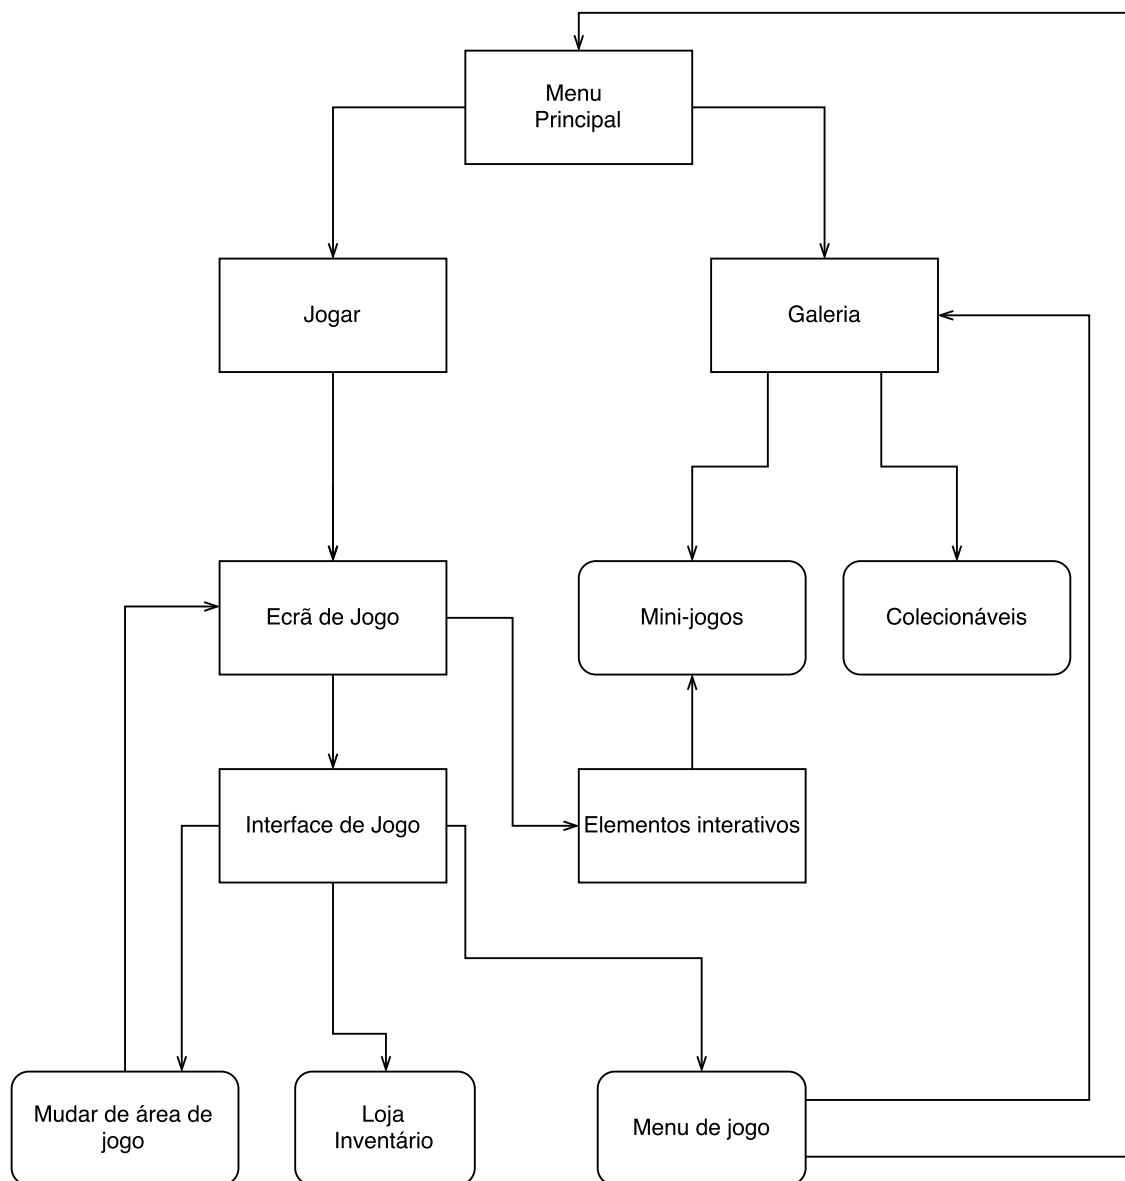 Menu
Principal
Jogar
Galeria
Ecrã de Jogo
Mini-jogos
Colecionáveis
Interface de Jogo
Elementos interativos
Mudar de área de
jogo
Loja
Inventário
Menu de jogo